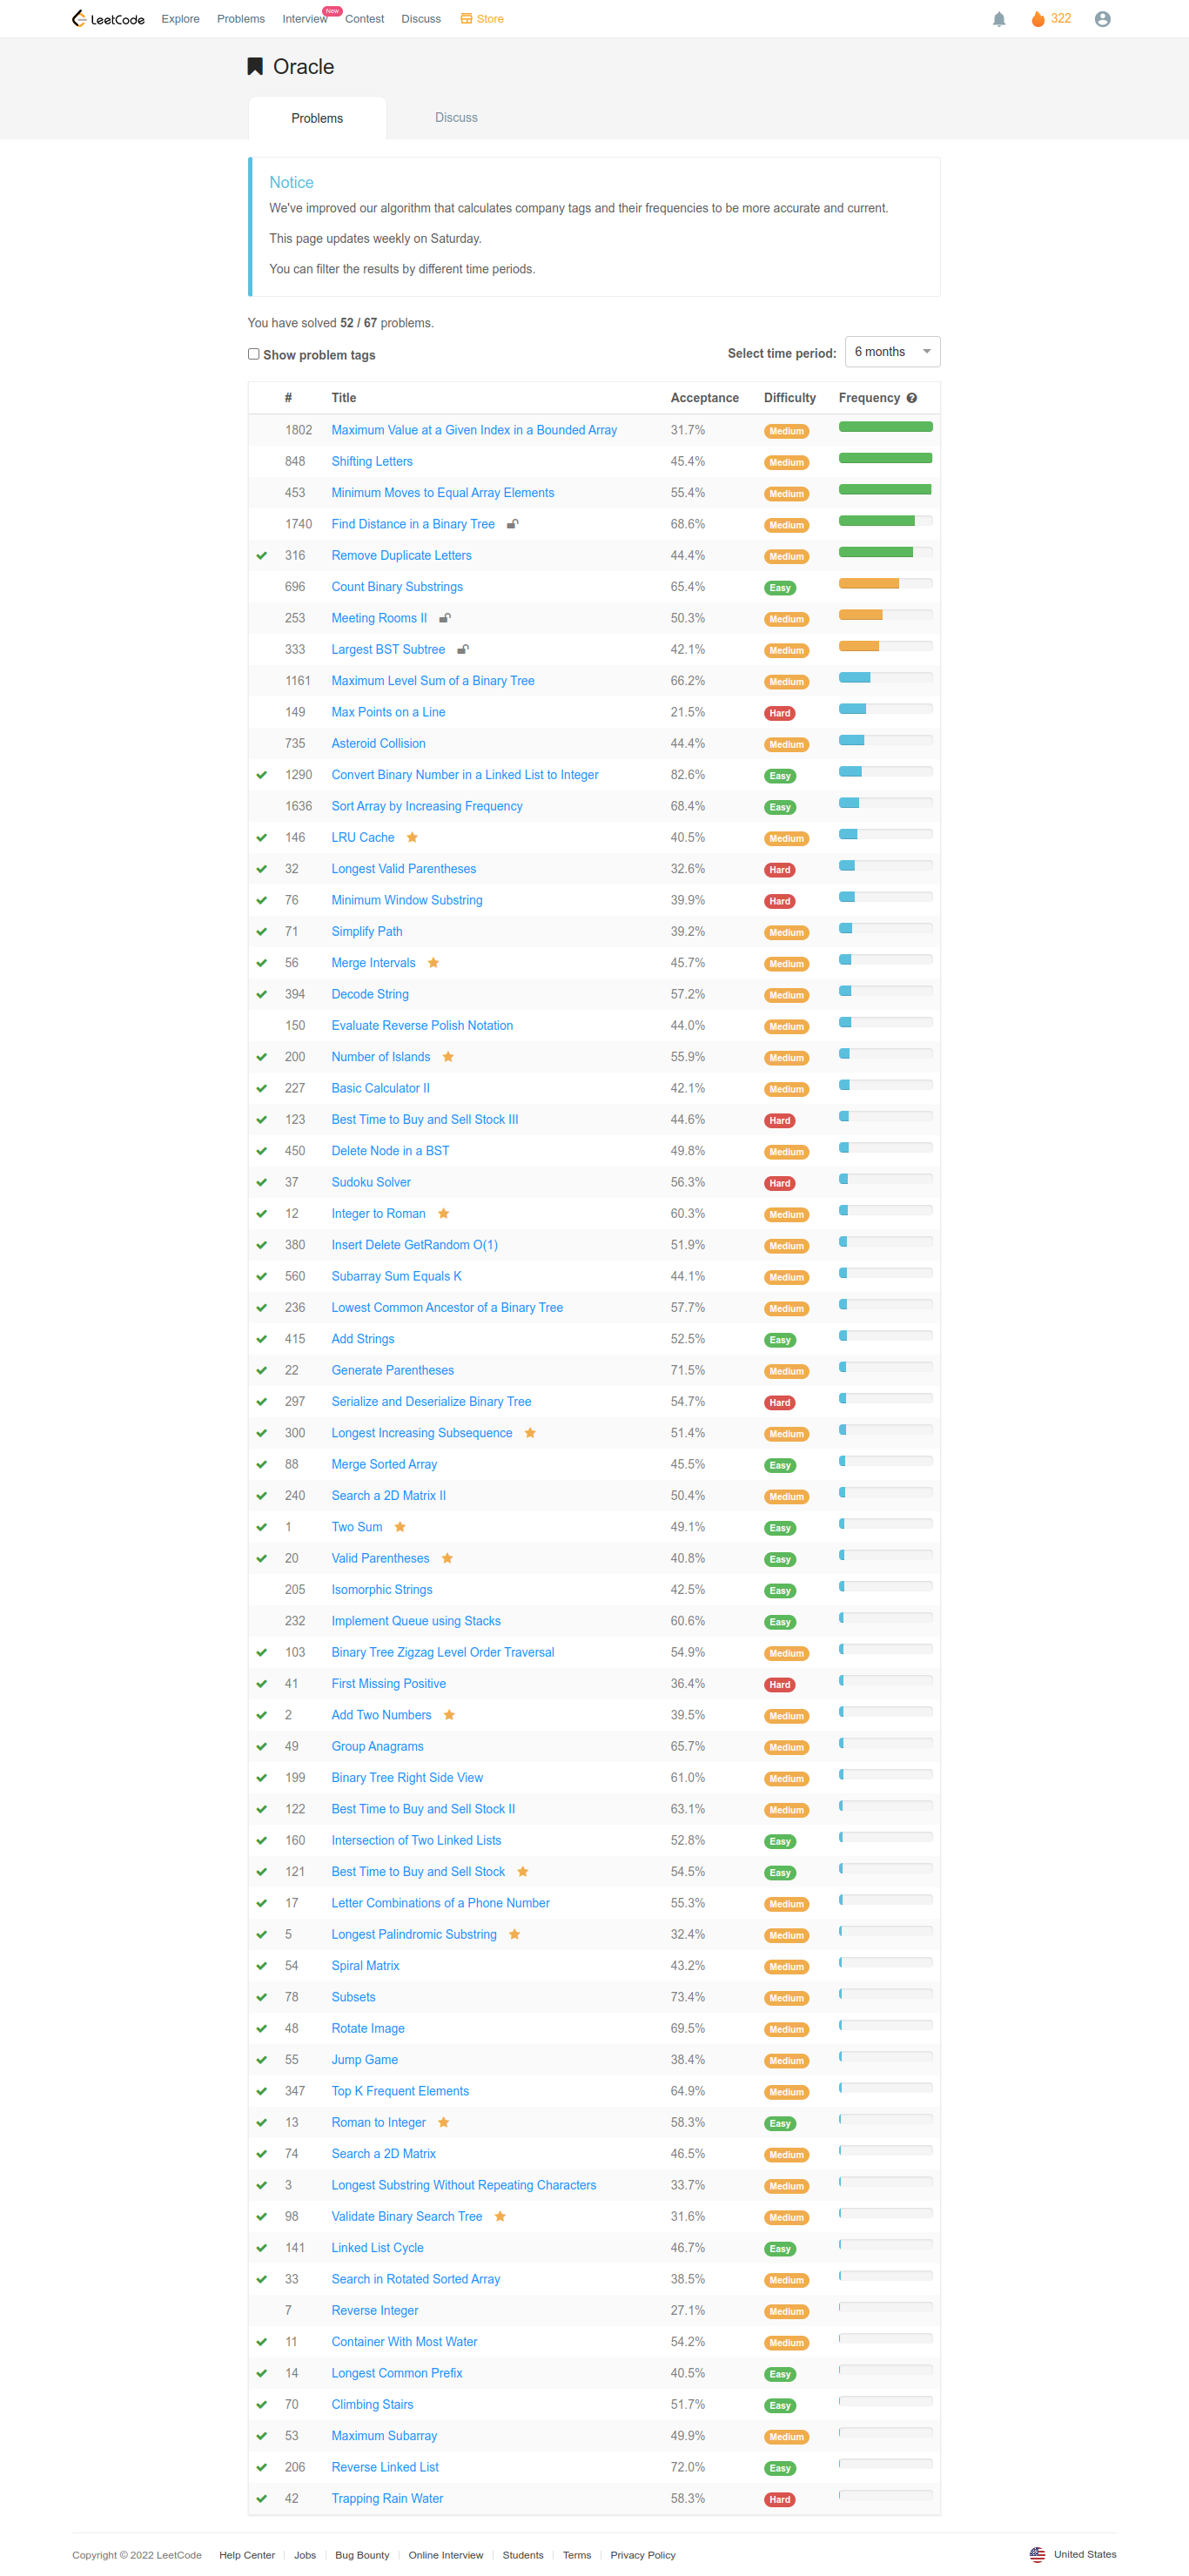 LeetCode Explore Problems Interview New Contest Discuss Store 322
Oracle
Problems Discuss
Notice
We've improved our algorithm that calculates company tags and their frequencies to be more accurate and current.
This page updates weekly on Saturday.
You can filter the results by different time periods.
You have solved 52 / 67 problems.
Show problem tags Select time period: 6 months
# Title Acceptance Difficulty Frequency ?
1802 Maximum Value at a Given Index in a Bounded Array 31.7% Medium
848 Shifting Letters 45.4% Medium
453 Minimum Moves to Equal Array Elements 55.4% Medium
1740 Find Distance in a Binary Tree 68.6% Medium
316 Remove Duplicate Letters 44.4% Medium
696 Count Binary Substrings 65.4% Easy
253 Meeting Rooms II 50.3% Medium
333 Largest BST Subtree 42.1% Medium
1161 Maximum Level Sum of a Binary Tree 66.2% Medium
149 Max Points on a Line 21.5% Hard
735 Asteroid Collision 44.4% Medium
1290 Convert Binary Number in a Linked List to Integer 82.6% Easy
1636 Sort Array by Increasing Frequency 68.4% Easy
146 LRU Cache 40.5% Medium
32 Longest Valid Parentheses 32.6% Hard
76 Minimum Window Substring 39.9% Hard
71 Simplify Path 39.2% Medium
56 Merge Intervals 45.7% Medium
394 Decode String 57.2% Medium
150 Evaluate Reverse Polish Notation 44.0% Medium
200 Number of Islands 55.9% Medium
227 Basic Calculator II 42.1% Medium
123 Best Time to Buy and Sell Stock III 44.6% Hard
450 Delete Node in a BST 49.8% Medium
37 Sudoku Solver 56.3% Hard
12 Integer to Roman 60.3% Medium
380 Insert Delete GetRandom O(1) 51.9% Medium
560 Subarray Sum Equals K 44.1% Medium
236 Lowest Common Ancestor of a Binary Tree 57.7% Medium
415 Add Strings 52.5% Easy
22 Generate Parentheses 71.5% Medium
297 Serialize and Deserialize Binary Tree 54.7% Hard
300 Longest Increasing Subsequence 51.4% Medium
88 Merge Sorted Array 45.5% Easy
240 Search a 2D Matrix II 50.4% Medium
1 Two Sum 49.1% Easy
20 Valid Parentheses 40.8% Easy
205 Isomorphic Strings 42.5% Easy
232 Implement Queue using Stacks 60.6% Easy
103 Binary Tree Zigzag Level Order Traversal 54.9% Medium
41 First Missing Positive 36.4% Hard
2 Add Two Numbers 39.5% Medium
49 Group Anagrams 65.7% Medium
199 Binary Tree Right Side View 61.0% Medium
122 Best Time to Buy and Sell Stock II 63.1% Medium
160 Intersection of Two Linked Lists 52.8% Easy
121 Best Time to Buy and Sell Stock 54.5% Easy
17 Letter Combinations of a Phone Number 55.3% Medium
5 Longest Palindromic Substring 32.4% Medium
54 Spiral Matrix 43.2% Medium
78 Subsets 73.4% Medium
48 Rotate Image 69.5% Medium
55 Jump Game 38.4% Medium
347 Top K Frequent Elements 64.9% Medium
13 Roman to Integer 58.3% Easy
74 Search a 2D Matrix 46.5% Medium
3 Longest Substring Without Repeating Characters 33.7% Medium
98 Validate Binary Search Tree 31.6% Medium
141 Linked List Cycle 46.7% Easy
33 Search in Rotated Sorted Array 38.5% Medium
7 Reverse Integer 27.1% Medium
11 Container With Most Water 54.2% Medium
14 Longest Common Prefix 40.5% Easy
70 Climbing Stairs 51.7% Easy
53 Maximum Subarray 49.9% Medium
206 Reverse Linked List 72.0% Easy
42 Trapping Rain Water 58.3% Hard
Copyright © 2022 LeetCode Help Center Jobs Bug Bounty Online Interview Students Terms Privacy Policy United States